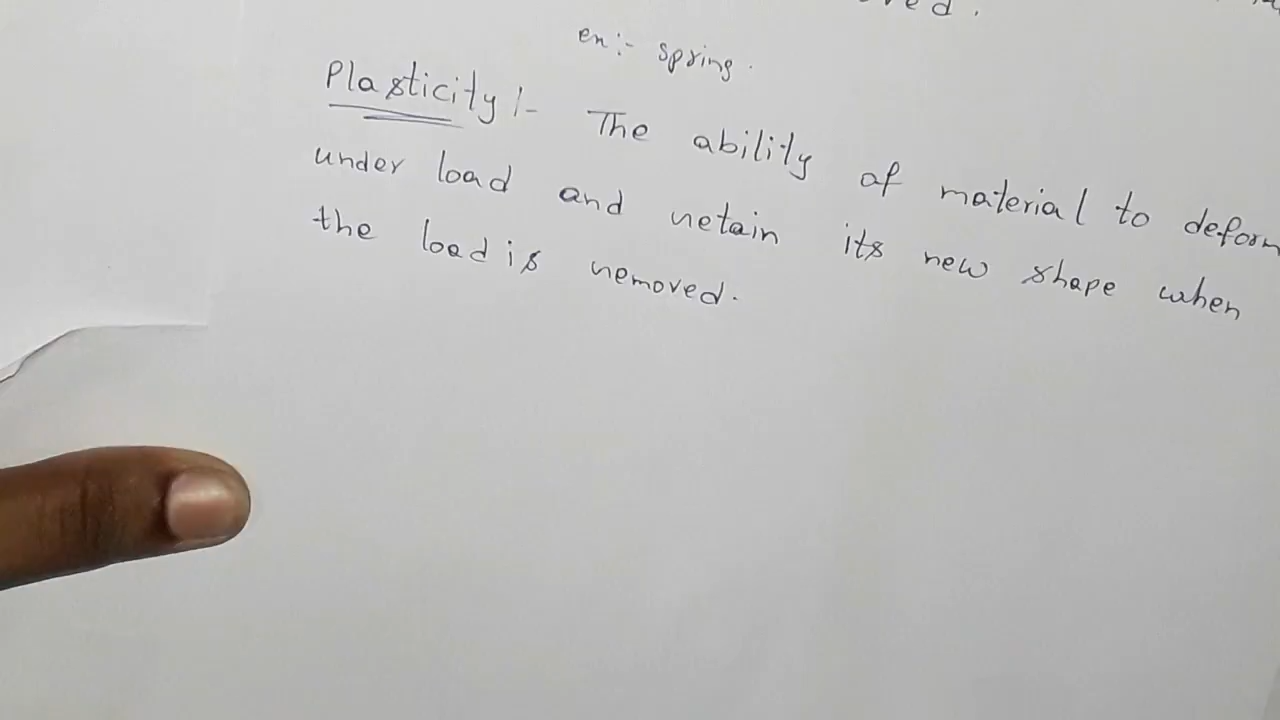 en:- spring.
Plasticity :- The ability of material to deform
under load and retain its new shape when
the load is removed.